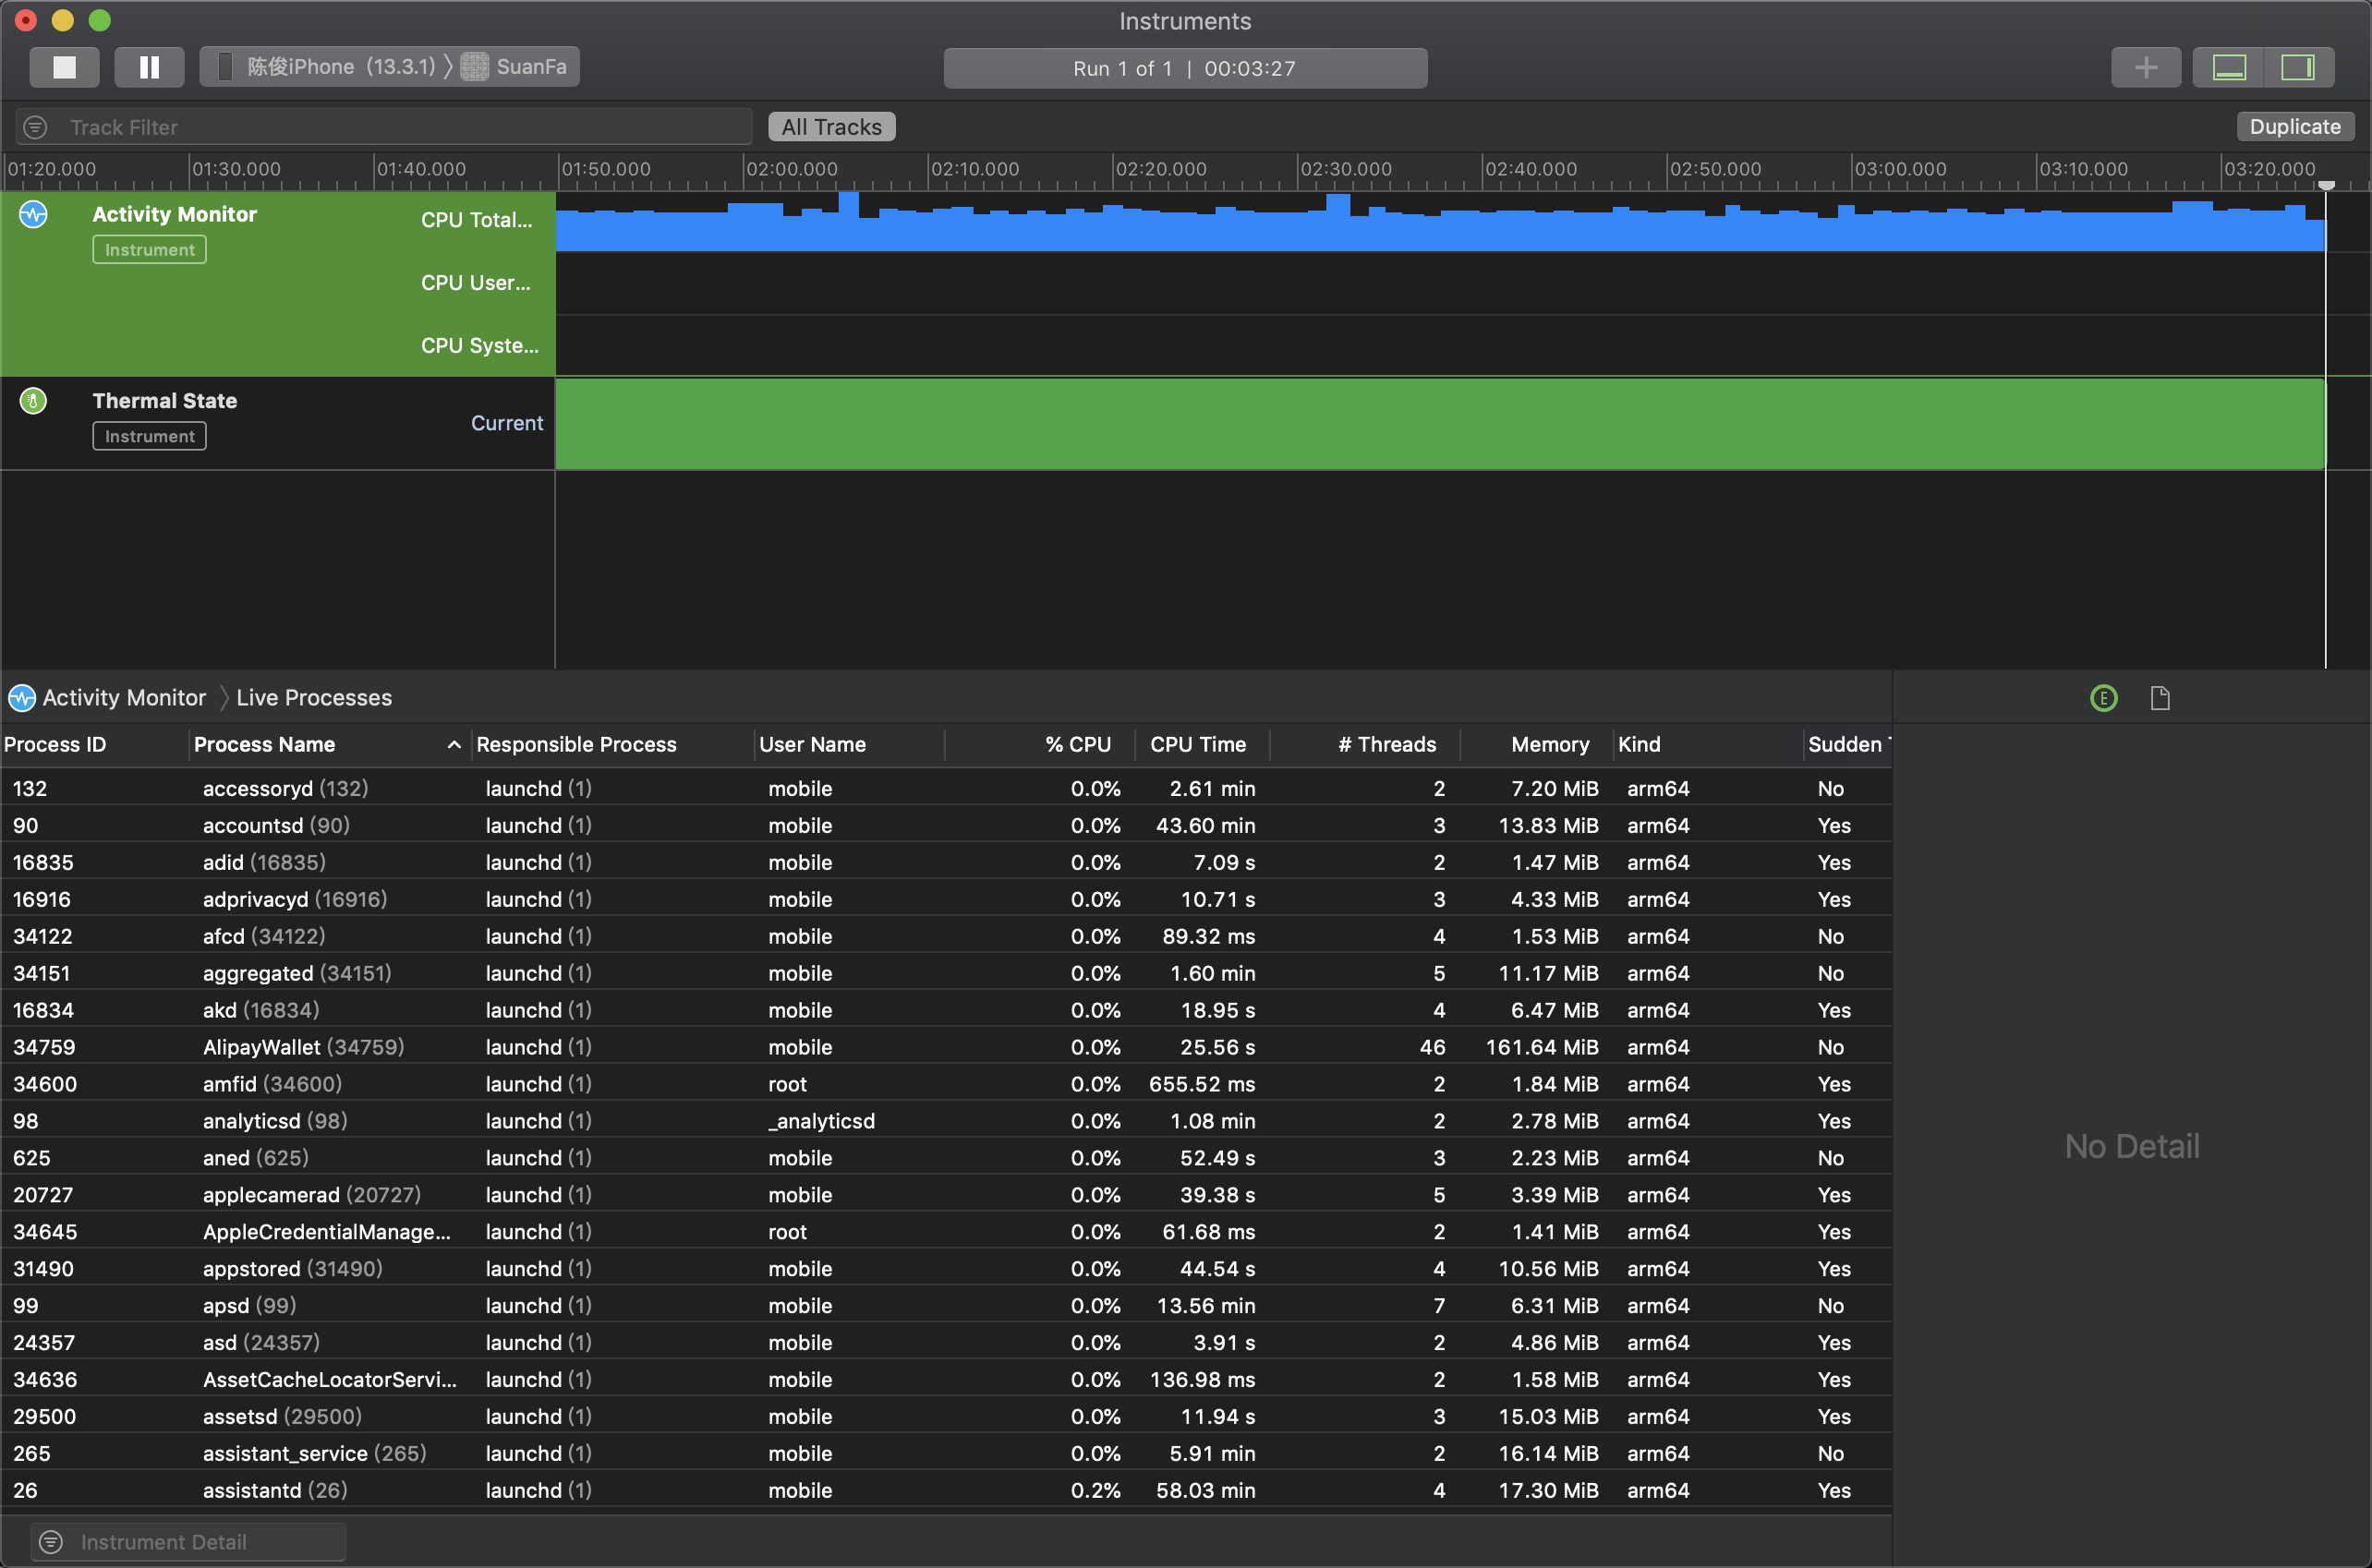 Instruments
陈俊iPhone (13.3.1) 〉 SuanFa
Run 1 of 1 | 00:03:27
Track Filter
All Tracks
Duplicate
01:20.000 01:30.000 01:40.000 01:50.000 02:00.000 02:10.000 02:20.000 02:30.000 02:40.000 02:50.000 03:00.000 03:10.000 03:20.000
Activity Monitor
Instrument
CPU Total...
CPU User...
CPU Syste...
Thermal State
Instrument
Current
Activity Monitor 〉 Live Processes
Process ID Process Name Responsible Process User Name % CPU CPU Time # Threads Memory Kind Sudden
132 accessoryd (132) launchd (1) mobile 0.0% 2.61 min 2 7.20 MiB arm64 No
90 accountsd (90) launchd (1) mobile 0.0% 43.60 min 3 13.83 MiB arm64 Yes
16835 adid (16835) launchd (1) mobile 0.0% 7.09 s 2 1.47 MiB arm64 Yes
16916 adprivacyd (16916) launchd (1) mobile 0.0% 10.71 s 3 4.33 MiB arm64 Yes
34122 afcd (34122) launchd (1) mobile 0.0% 89.32 ms 4 1.53 MiB arm64 No
34151 aggregated (34151) launchd (1) mobile 0.0% 1.60 min 5 11.17 MiB arm64 No
16834 akd (16834) launchd (1) mobile 0.0% 18.95 s 4 6.47 MiB arm64 Yes
34759 AlipayWallet (34759) launchd (1) mobile 0.0% 25.56 s 46 161.64 MiB arm64 No
34600 amfid (34600) launchd (1) root 0.0% 655.52 ms 2 1.84 MiB arm64 Yes
98 analyticsd (98) launchd (1) _analyticsd 0.0% 1.08 min 2 2.78 MiB arm64 Yes
625 aned (625) launchd (1) mobile 0.0% 52.49 s 3 2.23 MiB arm64 No
20727 applecamerad (20727) launchd (1) mobile 0.0% 39.38 s 5 3.39 MiB arm64 Yes
34645 AppleCredentialManage... launchd (1) root 0.0% 61.68 ms 2 1.41 MiB arm64 Yes
31490 appstored (31490) launchd (1) mobile 0.0% 44.54 s 4 10.56 MiB arm64 Yes
99 apsd (99) launchd (1) mobile 0.0% 13.56 min 7 6.31 MiB arm64 No
24357 asd (24357) launchd (1) mobile 0.0% 3.91 s 2 4.86 MiB arm64 Yes
34636 AssetCacheLocatorServi... launchd (1) mobile 0.0% 136.98 ms 2 1.58 MiB arm64 Yes
29500 assetsd (29500) launchd (1) mobile 0.0% 11.94 s 3 15.03 MiB arm64 Yes
265 assistant_service (265) launchd (1) mobile 0.0% 5.91 min 2 16.14 MiB arm64 No
26 assistantd (26) launchd (1) mobile 0.2% 58.03 min 4 17.30 MiB arm64 Yes
E
No Detail
Instrument Detail